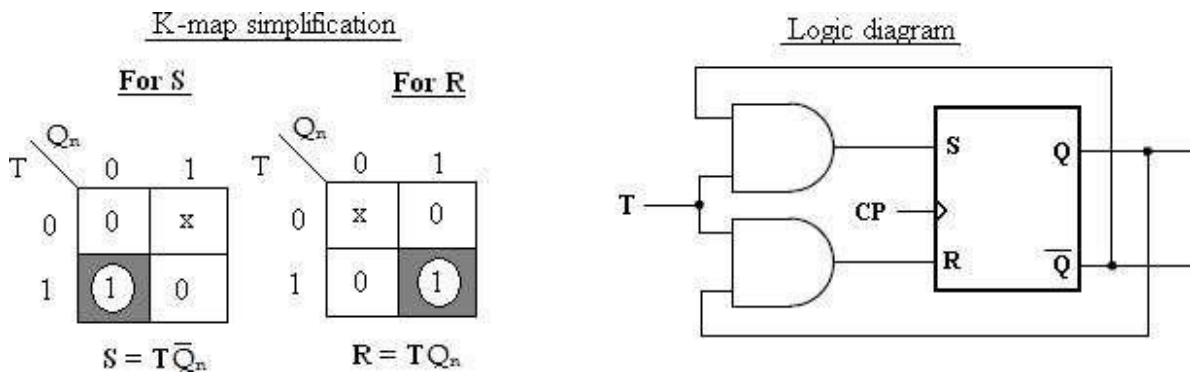 K-map simplification
For S
Qₙ
T
0 1
0 0 x
1 1 0
S = TQ̅ₙ
For R
Qₙ
T
0 1
0 x 0
1 0 1
R = TQₙ
Logic diagram
T
S Q
CP
R Q̅